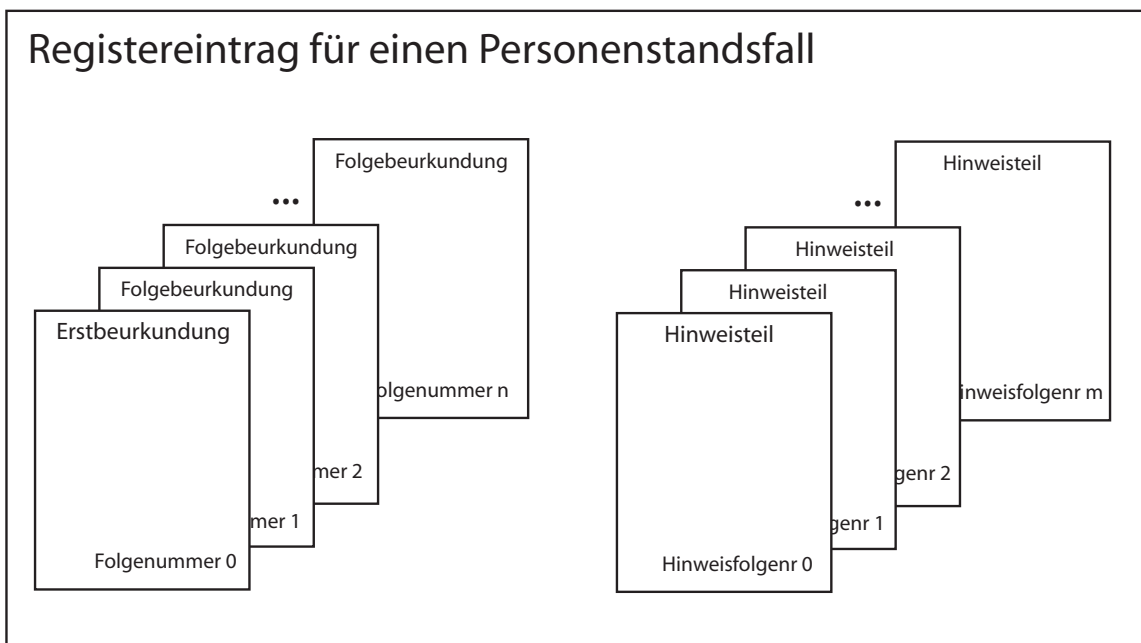 Registereintrag für einen Personenstandsfall
Folgebeurkundung
...
Folgebeurkundung
Folgebeurkundung
Erstbeurkundung
olgenummer n
mer 2
mer 1
Folgenummer 0
Hinweisteil
...
Hinweisteil
Hinweisteil
Hinweisteil
inweisfolgenr m
genr 2
genr 1
Hinweisfolgenr 0